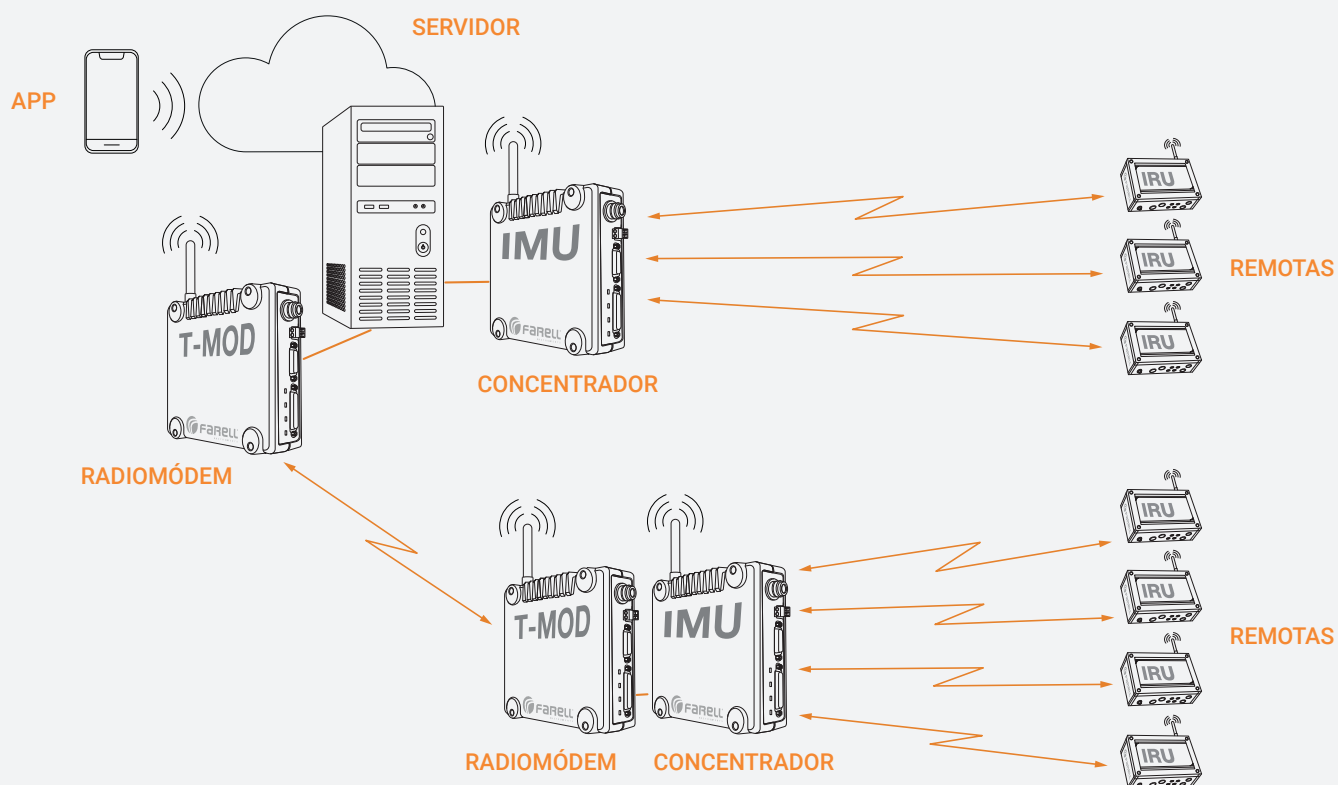 SERVIDOR
APP
IMU
FARELL
CONCENTRADOR
IRU
IRU
IRU
REMOTAS
T-MOD
FARELL
RADIOMÓDEM
T-MOD
FARELL
RADIOMÓDEM
IMU
FARELL
CONCENTRADOR
IRU
IRU
IRU
IRU
REMOTAS